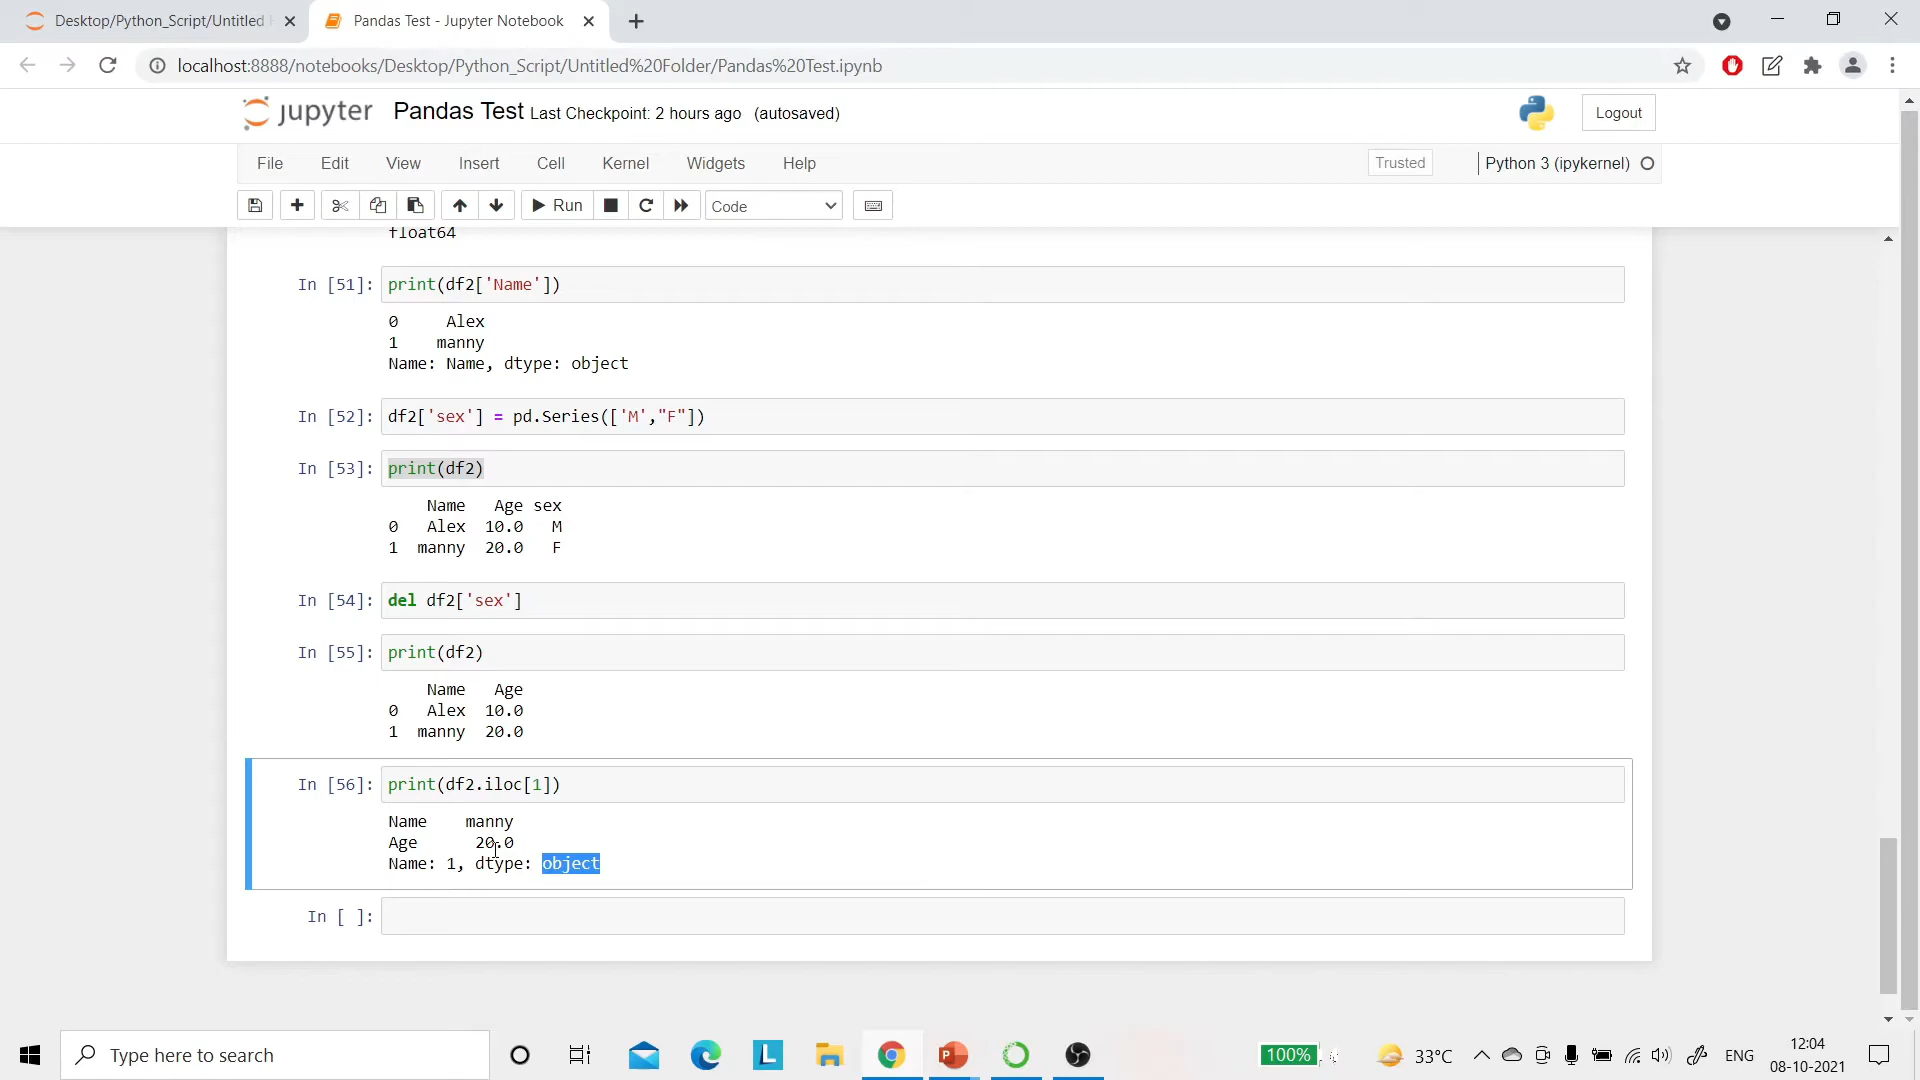 Desktop/Python_Script/Untitled
Pandas Test - Jupyter Notebook
localhost:8888/notebooks/Desktop/Python_Script/Untitled%20Folder/Pandas%20Test.ipynb
jupyter Pandas Test Last Checkpoint: 2 hours ago (autosaved)
Logout
File Edit View Insert Cell Kernel Widgets Help
Trusted
Python 3 (ipykernel)
Run
Code
float64
In [51]: print(df2['Name'])
0 Alex
1 manny
Name: Name, dtype: object
In [52]: df2['sex'] = pd.Series(['M',"F"])
In [53]: print(df2)
Name Age sex
0 Alex 10.0 M
1 manny 20.0 F
In [54]: del df2['sex']
In [55]: print(df2)
Name Age
0 Alex 10.0
1 manny 20.0
In [56]: print(df2.iloc[1])
Name manny
Age 20.0
Name: 1, dtype: object
In [ ]:
Type here to search
L
100%
33°C
ENG
12:04
08-10-2021